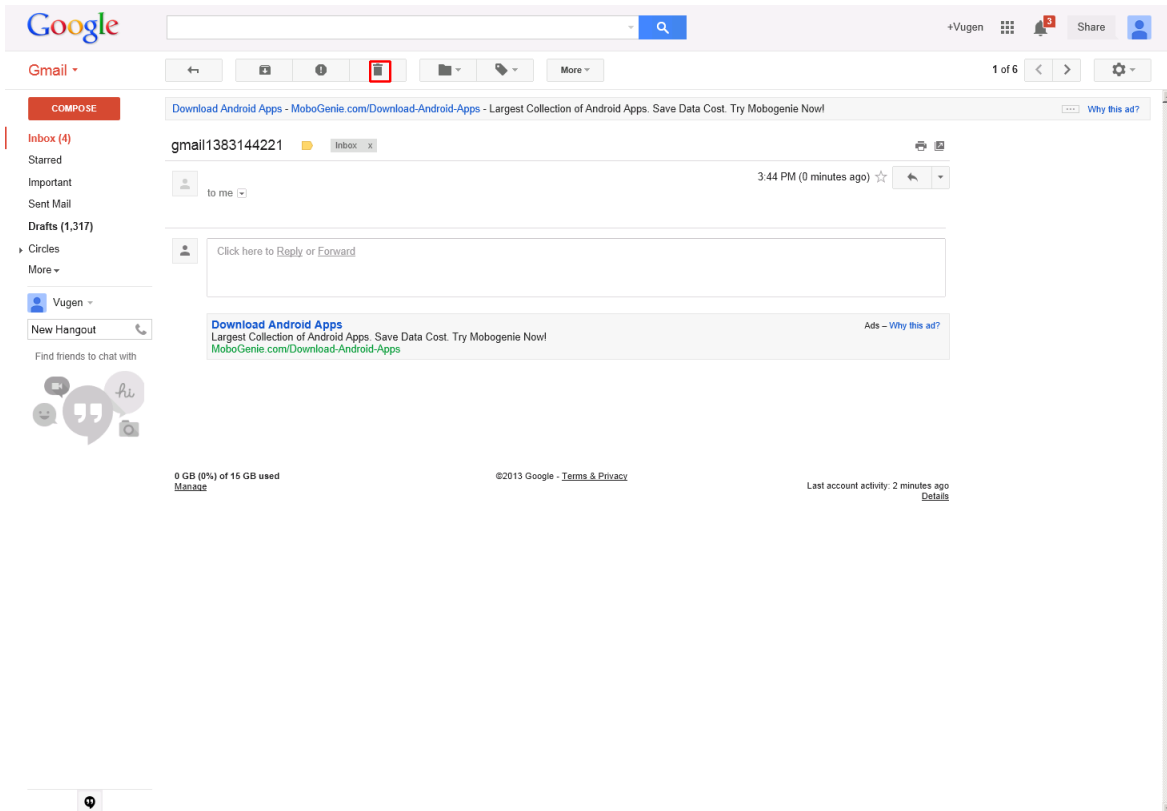 Google
+Vugen
3
Share
Gmail
More
1 of 6
COMPOSE
Download Android Apps - MoboGenie.com/Download-Android-Apps - Largest Collection of Android Apps. Save Data Cost. Try Mobogenie Now!
Why this ad?
Inbox (4)
Starred
Important
Sent Mail
Drafts (1,317)
Circles
More
gmail1383144221
Inbox x
3:44 PM (0 minutes ago)
to me
Click here to Reply or Forward
Vugen
New Hangout
Find friends to chat with
hi
Download Android Apps
Ads – Why this ad?
Largest Collection of Android Apps. Save Data Cost. Try Mobogenie Now!
MoboGenie.com/Download-Android-Apps
0 GB (0%) of 15 GB used
Manage
©2013 Google - Terms & Privacy
Last account activity: 2 minutes ago
Details